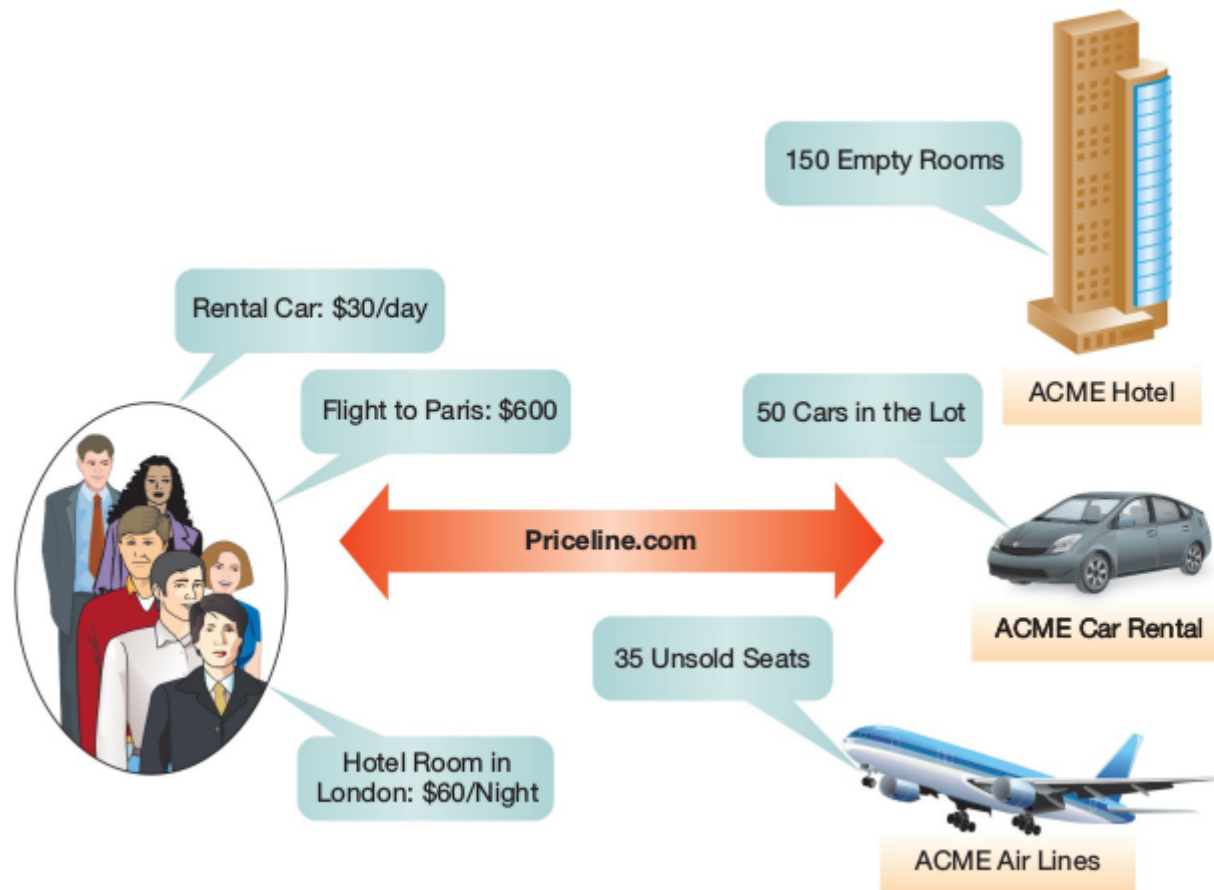 150 Empty Rooms
Rental Car: $30/day
ACME Hotel
Flight to Paris: $600
50 Cars in the Lot
Priceline.com
ACME Car Rental
35 Unsold Seats
Hotel Room in
London: $60/Night
ACME Air Lines